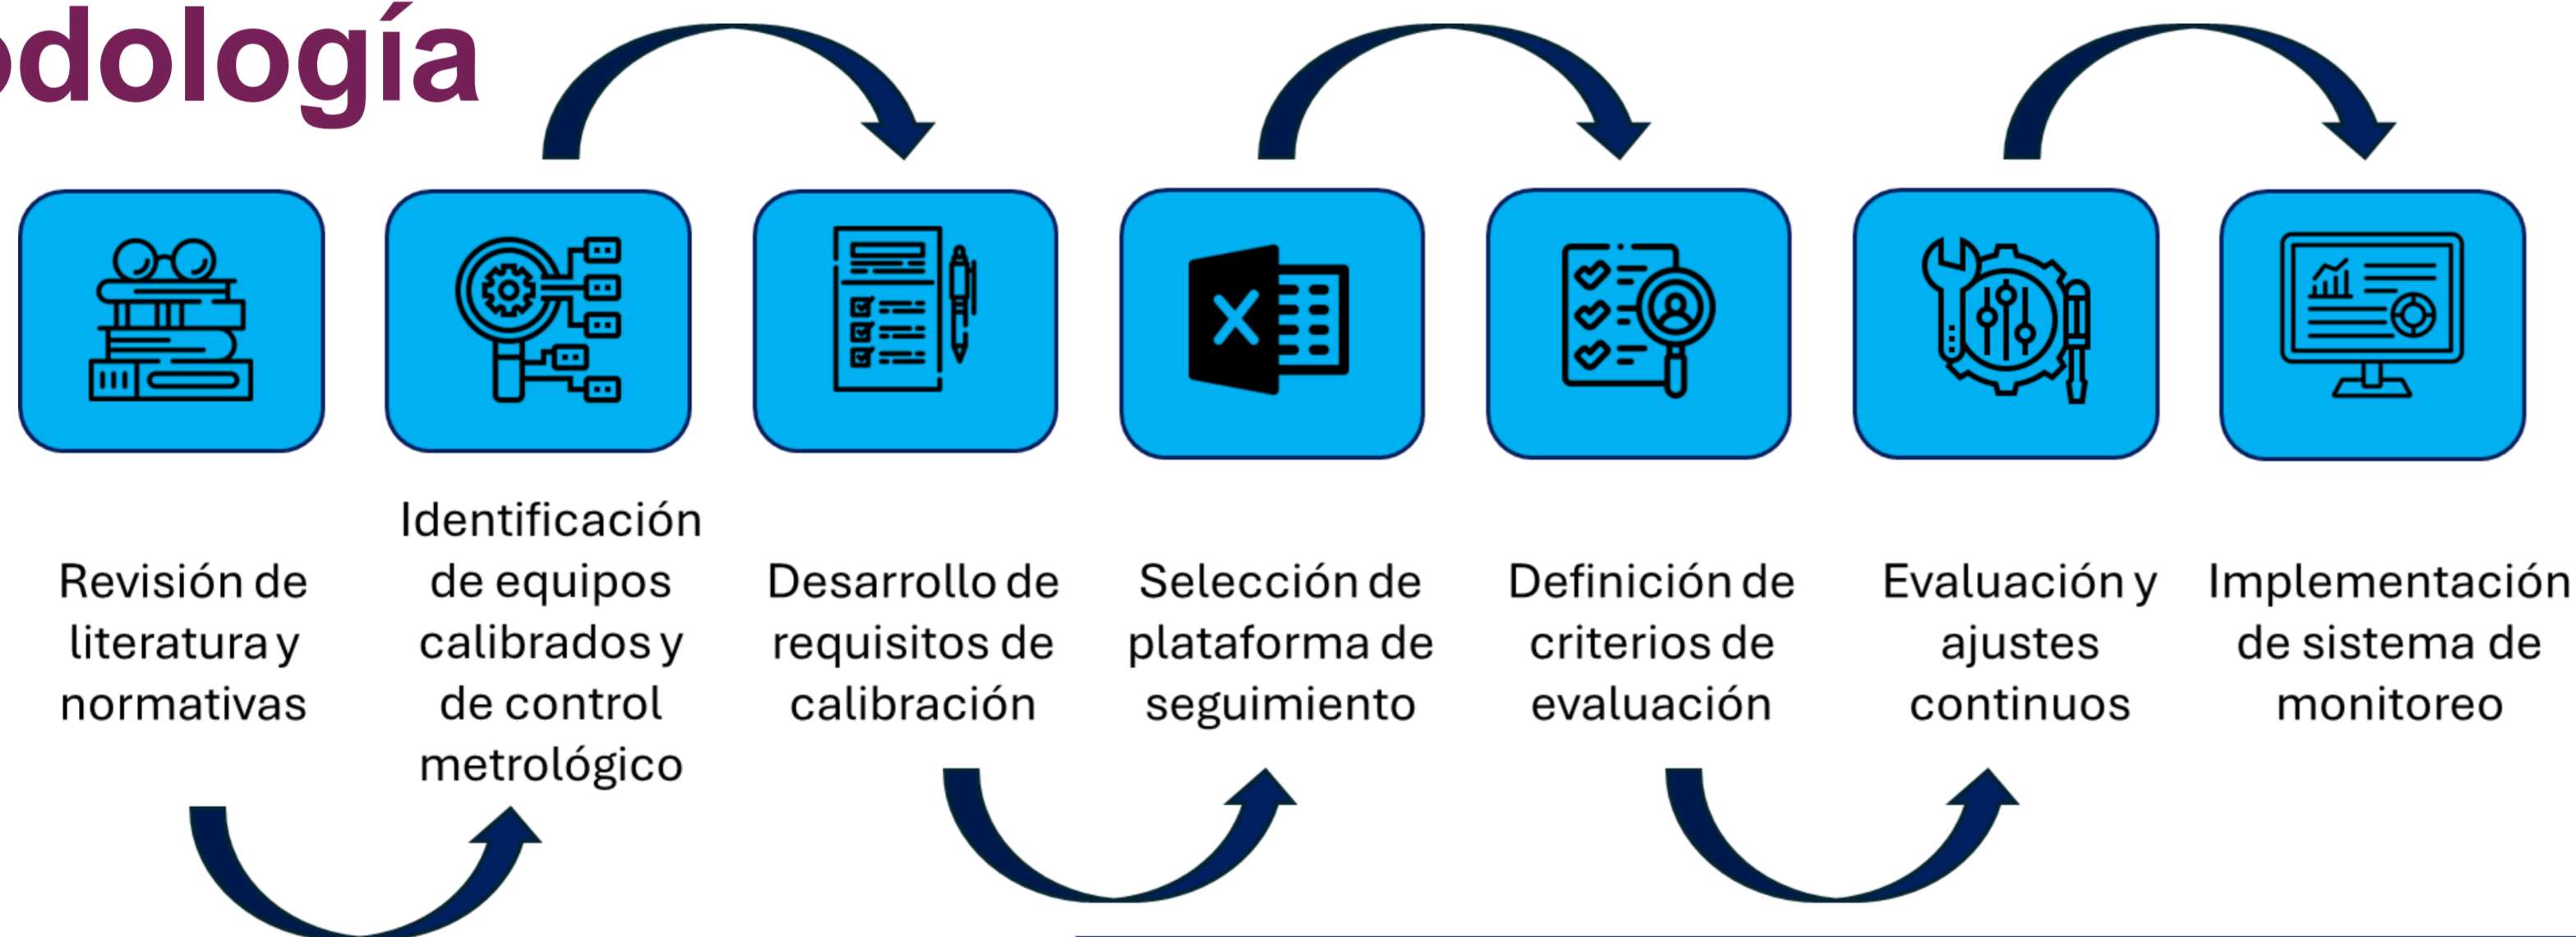 odología
Revisión de
literatura y
normativas
Identificación
de equipos
calibrados y
de control
metrológico
Desarrollo de
requisitos de
calibración
Selección de
plataforma de
seguimiento
Definición de
criterios de
evaluación
Evaluación y
ajustes
continuos
Implementación
de sistema de
monitoreo